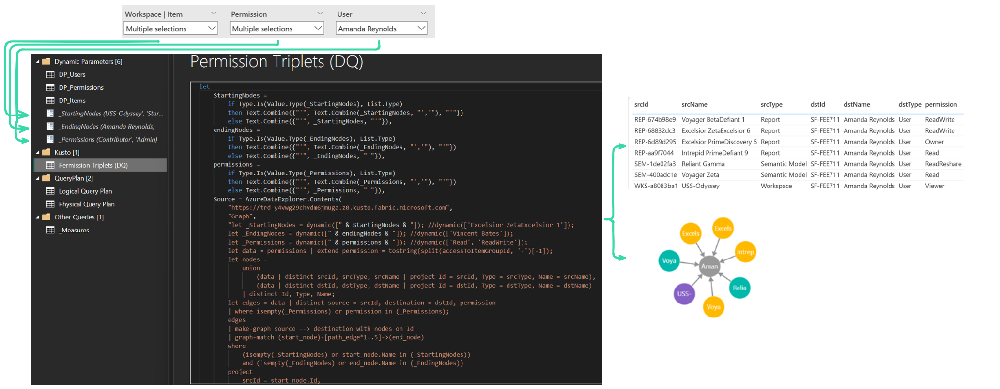 Workspace | Item
Permission
User
Multiple selections
Multiple selections
Amanda Reynolds
Dynamic Parameters [6]
DP_Users
DP_Permissions
DP_Items
_StartingNodes (USS-Odyssey', 'Star...
_EndingNodes (Amanda Reynolds)
_Permissions (Contributor', 'Admin)
Kusto [1]
Permission Triplets (DQ)
QueryPlan [2]
Logical Query Plan
Physical Query Plan
Other Queries [1]
_Measures
Permission Triplets (DQ)
let
StartingNodes =
if Type.Is(Value.Type(_StartingNodes), List.Type)
then Text.Combine({"'", Text.Combine(_StartingNodes, "','"), "'"})
else Text.Combine({"'", _StartingNodes, "'"}),
endingNodes =
if Type.Is(Value.Type(_EndingNodes), List.Type)
then Text.Combine({"'", Text.Combine(_EndingNodes, "','"), "'"})
else Text.Combine({"'", _EndingNodes, "'"}),
permissions =
if Type.Is(Value.Type(_Permissions), List.Type)
then Text.Combine({"'", Text.Combine(_Permissions, "','"), "'"})
else Text.Combine({"'", _Permissions, "'"}),
Source = AzureDataExplorer.Contents(
"https://trd-y4vwg29chydm6jmuga.z0.kusto.fabric.microsoft.com",
"Graph",
"let _StartingNodes = dynamic([" & StartingNodes & "]); //dynamic(['Excelsior ZetaExcelsior 1']);
let _EndingNodes = dynamic([" & endingNodes & "]); //dynamic(['Vincent Bates']);
let _Permissions = dynamic([" & permissions & "]); //dynamic(['Read', 'ReadWrite']);
let data = permissions | extend permission = tostring(split(accessToItemGroupId, '-')[-1]);
let nodes =
union
(data | distinct srcId, srcType, srcName | project Id = srcId, Type = srcType, Name = srcName),
(data | distinct dstId, dstType, dstName | project Id = dstId, Type = dstType, Name = dstName)
| distinct Id, Type, Name;
let edges = data | distinct source = srcId, destination = dstId, permission
| where isempty(_Permissions) or permission in (_Permissions);
edges
| make-graph source --> destination with nodes on Id
| graph-match (start_node)-[path_edge*1..5]->(end_node)
where
(isempty(_StartingNodes) or start_node.Name in (_StartingNodes))
and (isempty(_EndingNodes) or end_node.Name in (_EndingNodes))
project
srcId = start_node.Id,
srcId srcName srcType dstId dstName dstType permission
REP-674b98e9 Voyager BetaDefiant 1 Report SF-FEE711 Amanda Reynolds User ReadWrite
REP-68832dc3 Excelsior ZetaExcelsior 6 Report SF-FEE711 Amanda Reynolds User ReadWrite
REP-6d89d295 Excelsior PrimeDiscovery 6 Report SF-FEE711 Amanda Reynolds User Owner
REP-aa9f7044 Intrepid PrimeDefiant 9 Report SF-FEE711 Amanda Reynolds User Read
SEM-1de02fa3 Reliant Gamma Semantic Model SF-FEE711 Amanda Reynolds User ReadReshare
SEM-400adc1e Voyager Zeta Semantic Model SF-FEE711 Amanda Reynolds User Read
WKS-a8083ba1 USS-Odyssey Workspace SF-FEE711 Amanda Reynolds User Viewer
Excels
Excels
Intrep
Voya
Aman
Relia
USS-
Voya